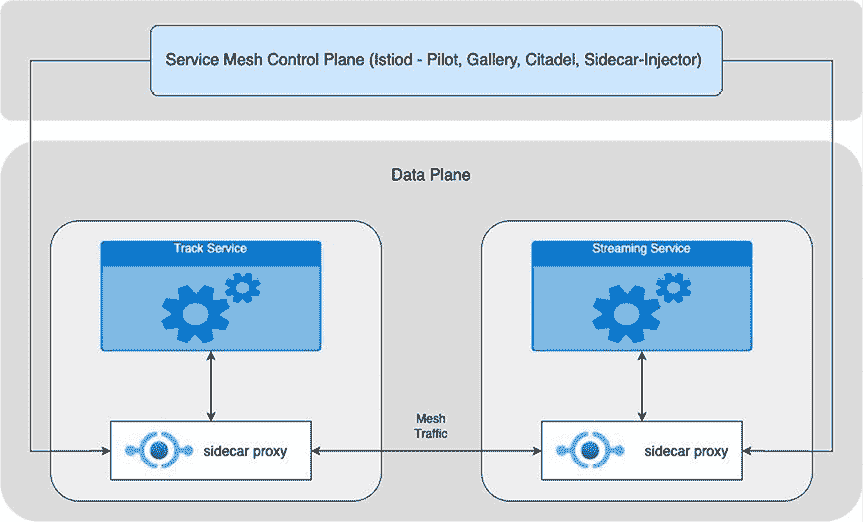 Service Mesh Control Plane (Istiod - Pilot, Gallery, Citadel, Sidecar-Injector)
Data Plane
Track Service
Streaming Service
Mesh
Traffic
sidecar proxy
sidecar proxy